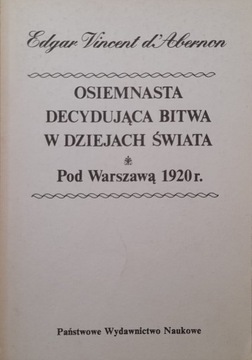 Edgar Vincent d'Abernon
OSIEMNASTA
DECYDUJĄCA BITWA
W DZIEJACH ŚWIATA
Pod Warszawą 1920 r.
Państwowe Wydawnictwo Naukowe